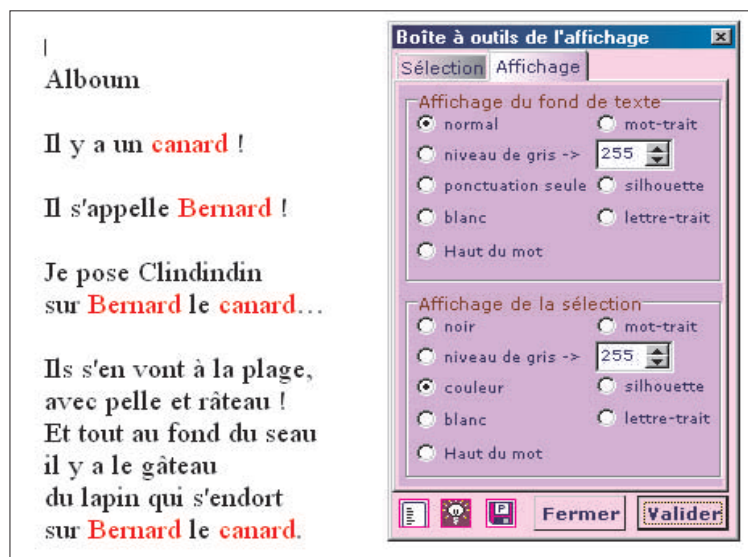 Alboum
Il y a un canard !
Il s'appelle Bernard !
Je pose Clindindin
sur Bernard le canard…
Ils s'en vont à la plage,
avec pelle et râteau !
Et tout au fond du seau
il y a le gâteau
du lapin qui s'endort
sur Bernard le canard.
Boîte à outils de l'affichage
Sélection Affichage
Affichage du fond de texte
normal mot-trait
niveau de gris -> 255
ponctuation seule silhouette
blanc lettre-trait
Haut du mot
Affichage de la sélection
noir mot-trait
niveau de gris -> 255
couleur silhouette
blanc lettre-trait
Haut du mot
P Fermer Valider